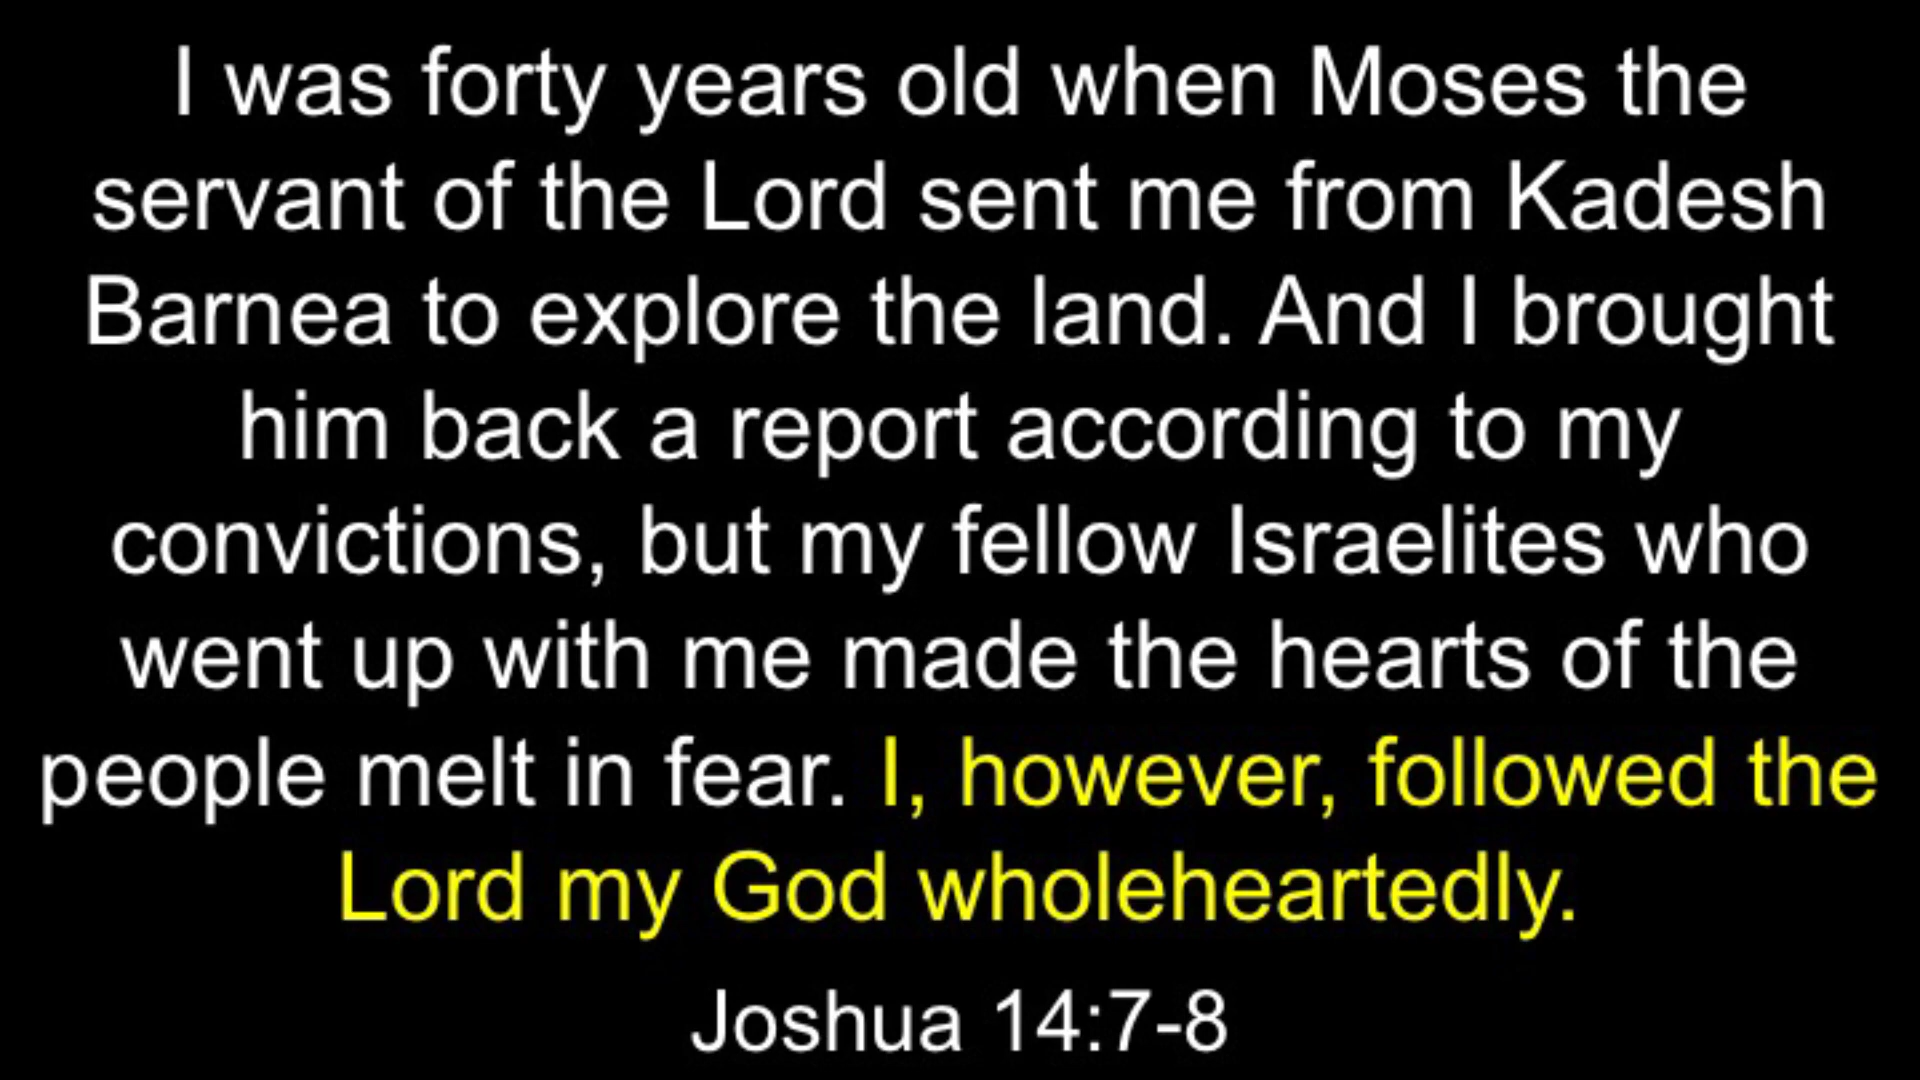 I was forty years old when Moses the
servant of the Lord sent me from Kadesh
Barnea to explore the land. And I brought
him back a report according to my
convictions, but my fellow Israelites who
went up with me made the hearts of the
people melt in fear. I, however, followed the
Lord my God wholeheartedly.
Joshua 14:7-8